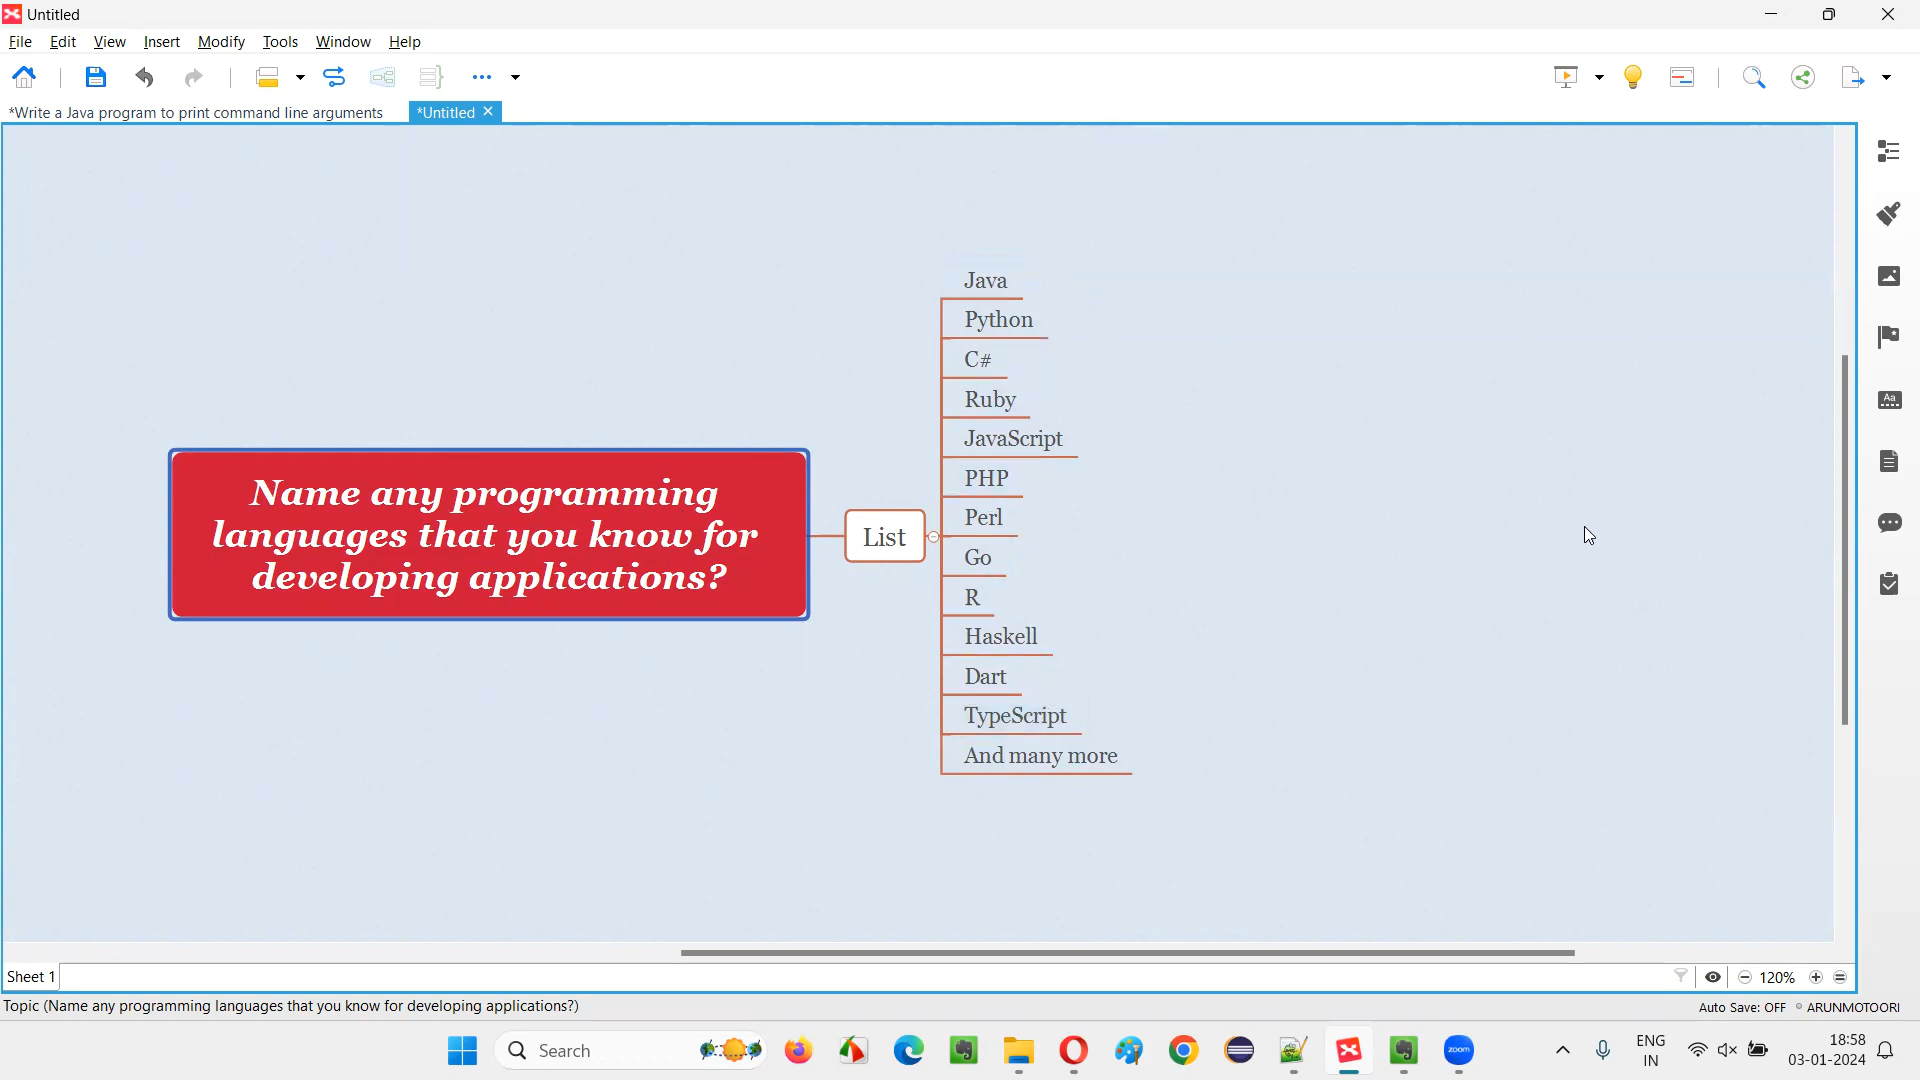 Untitled
File Edit View Insert Modify Tools Window Help
*Write a Java program to print command line arguments
*Untitled
Name any programming
languages that you know for
developing applications?
List
Java
Python
C#
Ruby
JavaScript
PHP
Perl
Go
R
Haskell
Dart
TypeScript
And many more
Aa
Sheet 1
120%
Topic (Name any programming languages that you know for developing applications?)
Auto Save: OFF
ARUNMOTOORI
Search
zoom
ENG
IN
18:58
03-01-2024